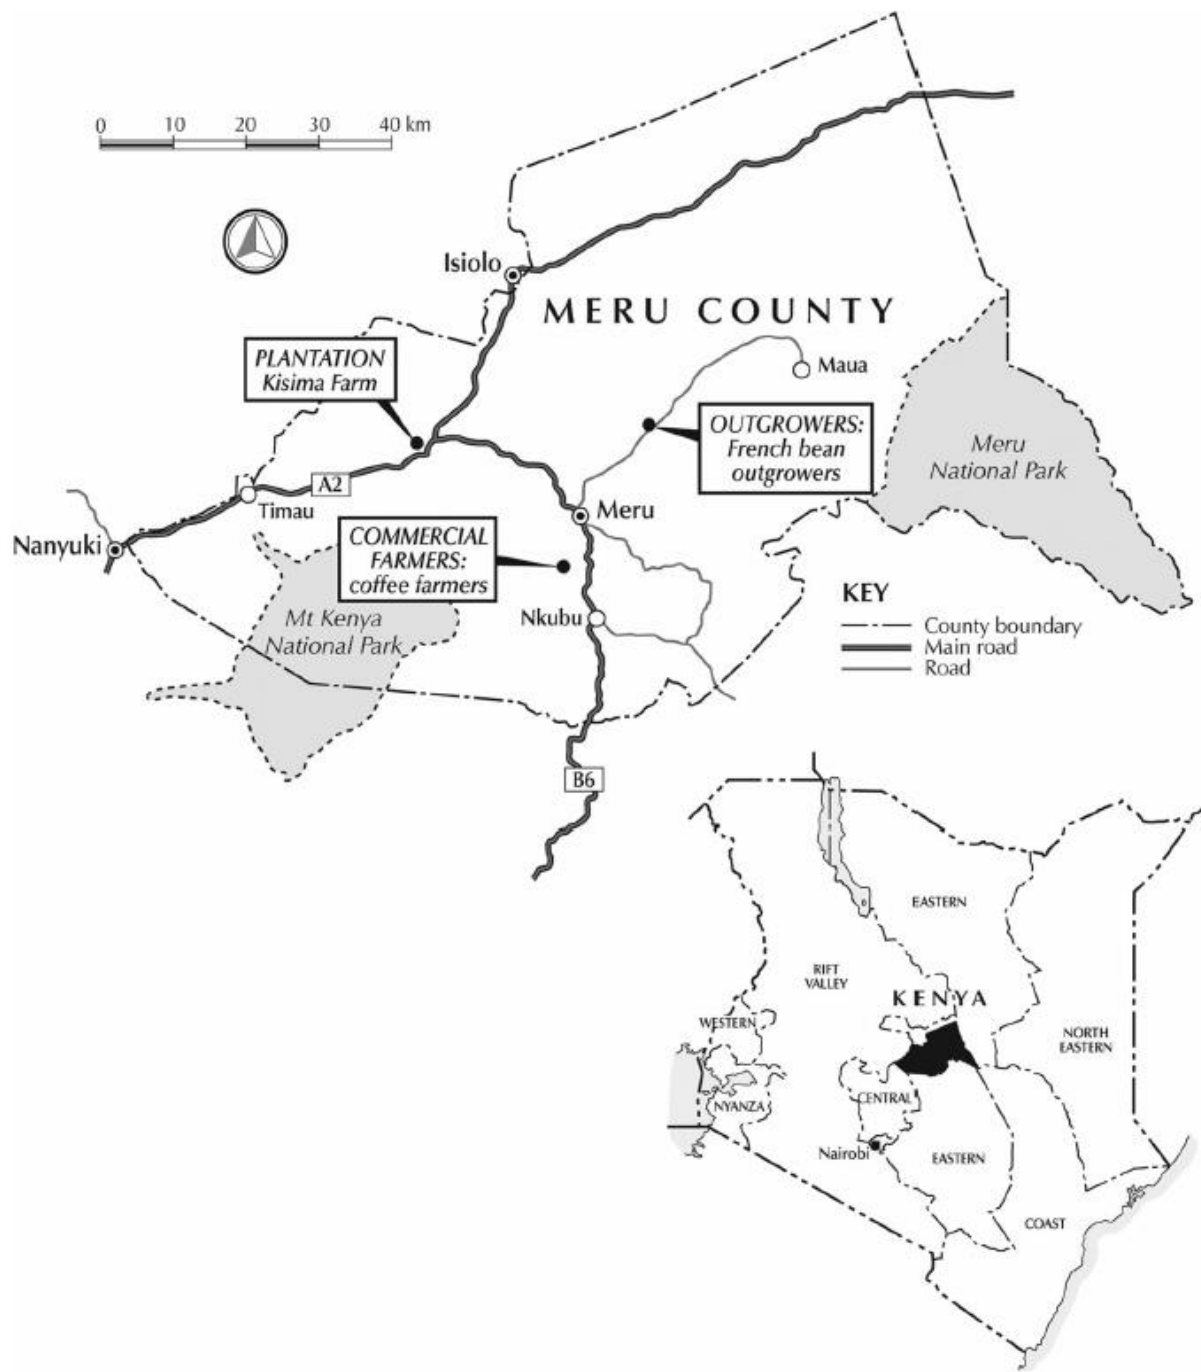 0 10 20 30 40 km
Isiolo
MERU COUNTY
PLANTATION
Kisima Farm
Maua
OUTGROWERS:
French bean
outgrowers
Meru
National Park
A2
Timau
Meru
Nanyuki
COMMERCIAL
FARMERS:
coffee farmers
Mt Kenya
National Park
Nkubu
KEY
County boundary
Main road
Road
B6
EASTERN
RIFT
VALLEY
KENYA
WESTERN
NORTH
EASTERN
NYANZA
CENTRAL
Nairobi
EASTERN
COAST